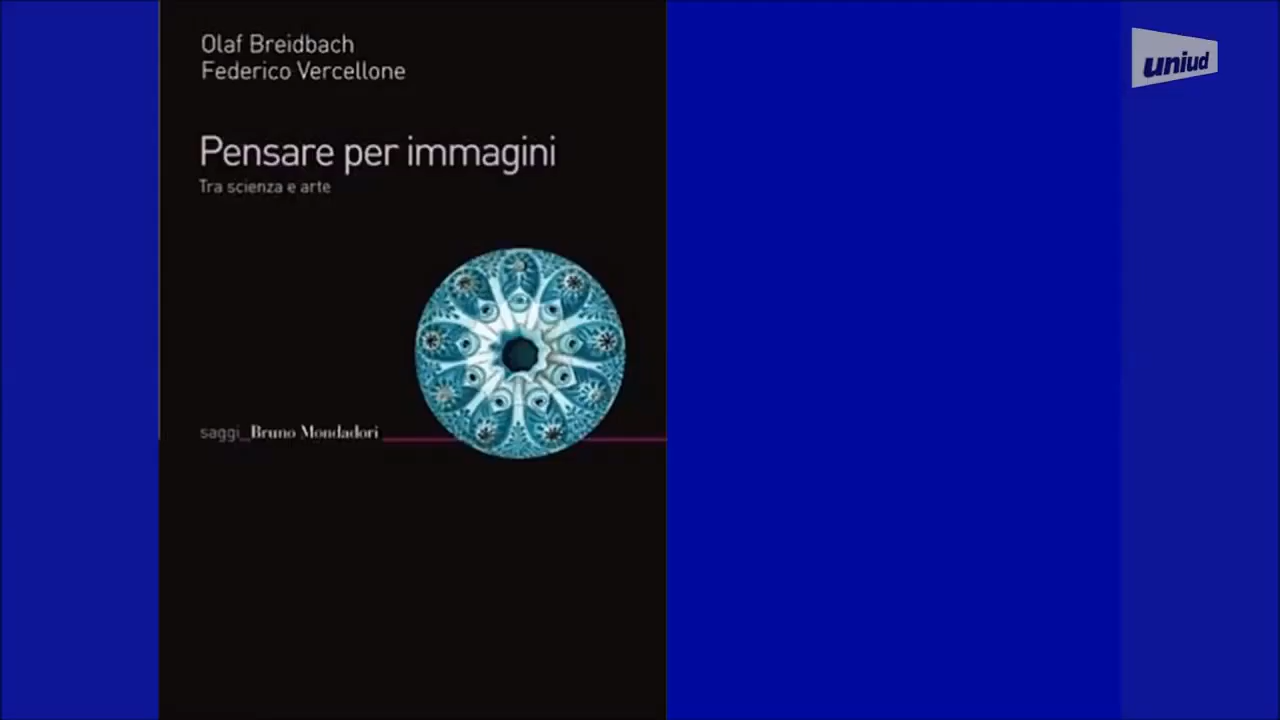 Olaf Breidbach
Federico Vercellone
Pensare per immagini
Tra scienza e arte
saggi_Bruno Mondadori
uniud